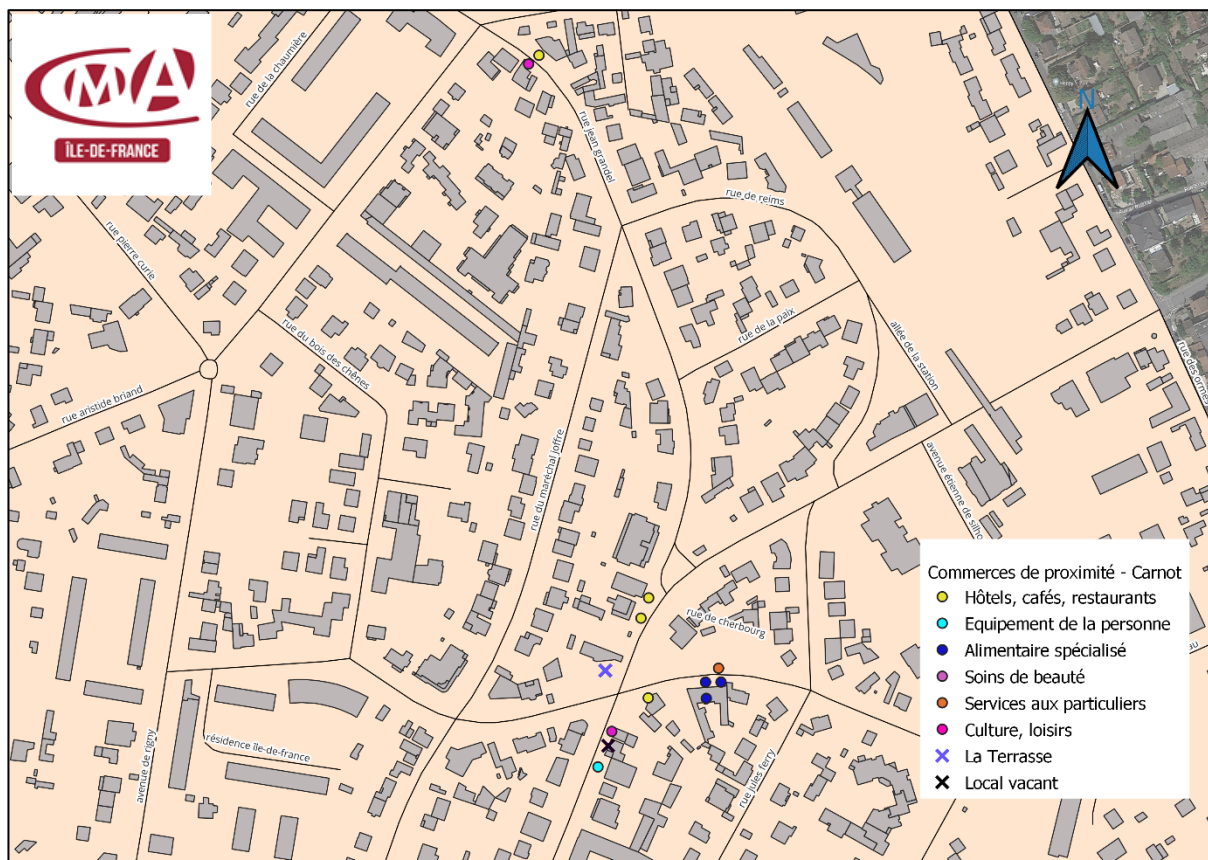 CMA
ÎLE-DE-FRANCE
rue de la chaumière
rue jean grandel
N
rue de reims
rue pierre curie
rue du bois des chênes
rue de la paix
allée de la station
rue des ormes
rue aristide briand
rue du maréchal joffre
avenue étienne de silho
rue de cherbourg
résidence île-de-france
avenue de rigny
rue jules ferry
au
Commerces de proximité - Carnot
Hôtels, cafés, restaurants
Equipement de la personne
Alimentaire spécialisé
Soins de beauté
Services aux particuliers
Culture, loisirs
La Terrasse
Local vacant